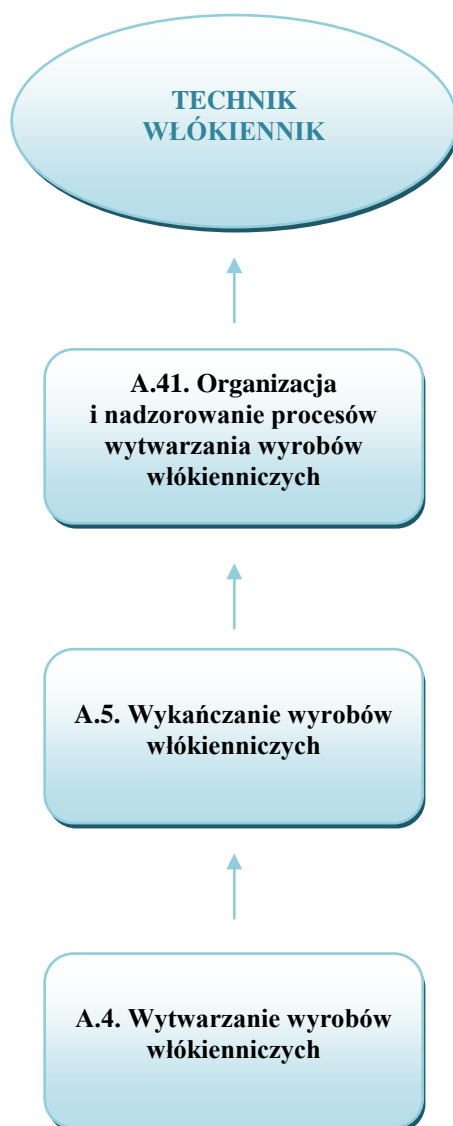 TECHNIK
WŁÓKIENNIK
A.41. Organizacja
i nadzorowanie procesów
wytwarzania wyrobów
włókienniczych
A.5. Wykańczanie wyrobów
włókienniczych
A.4. Wytwarzanie wyrobów
włókienniczych